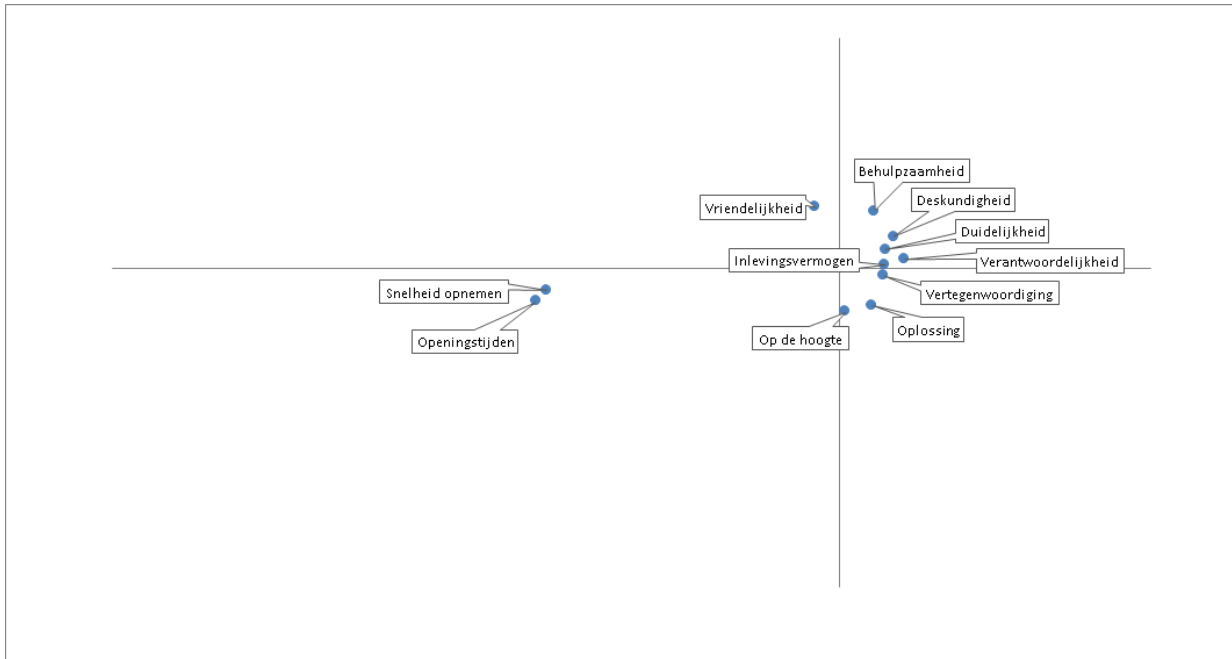 Behulpzaamheid
Deskundigheid
Vriendelijkheid
Duidelijkheid
Inlevingsvermogen
Verantwoordelijkheid
Snelheid opnemen
Vertegenwoordiging
Oplossing
Op de hoogte
Openingstijden